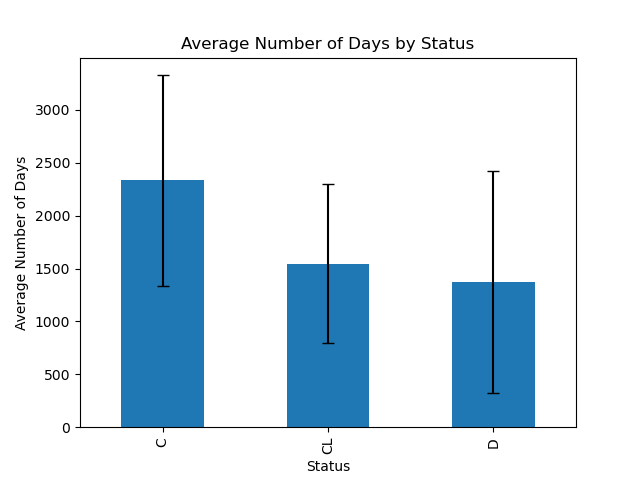 Average Number of Days by Status
Average Number of Days
3000
2500
2000
1500
1000
500
0
C
CL
D
Status